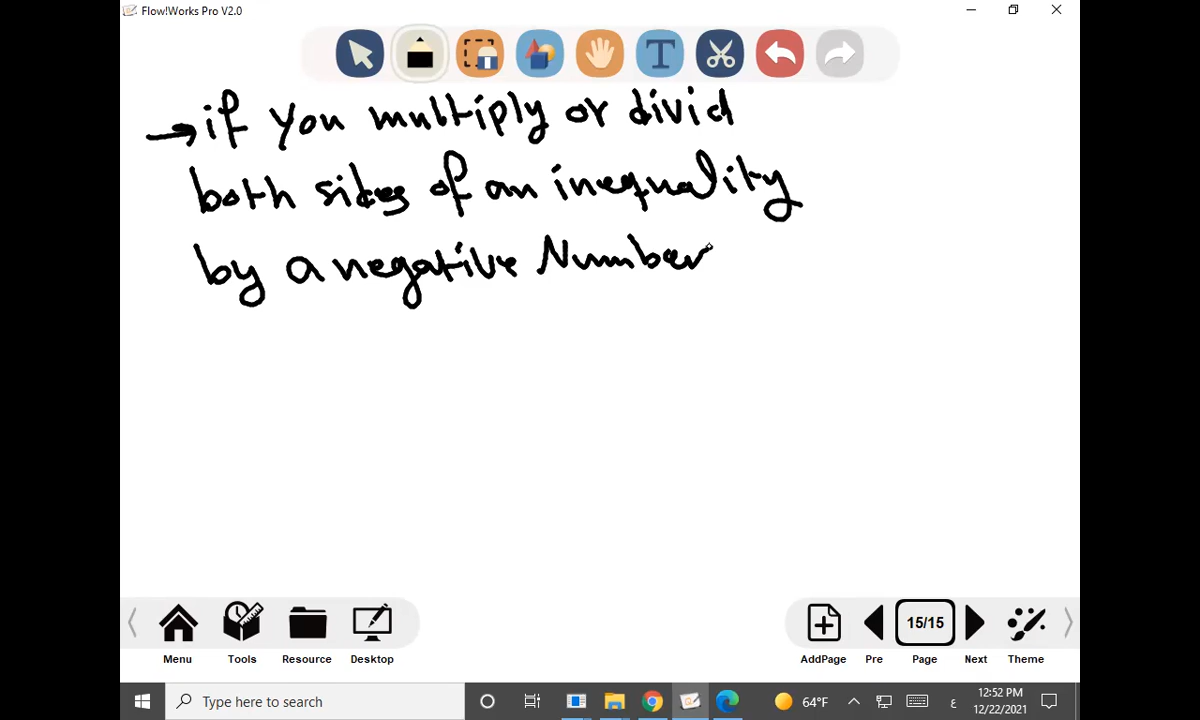 Flow!Works Pro V2.0
→ if you multiply or divid
both sides of an inequality
by a negative Number
Menu Tools Resource Desktop
15/15
AddPage Pre Page Next Theme
Type here to search
64°F
ع
12:52 PM
12/22/2021